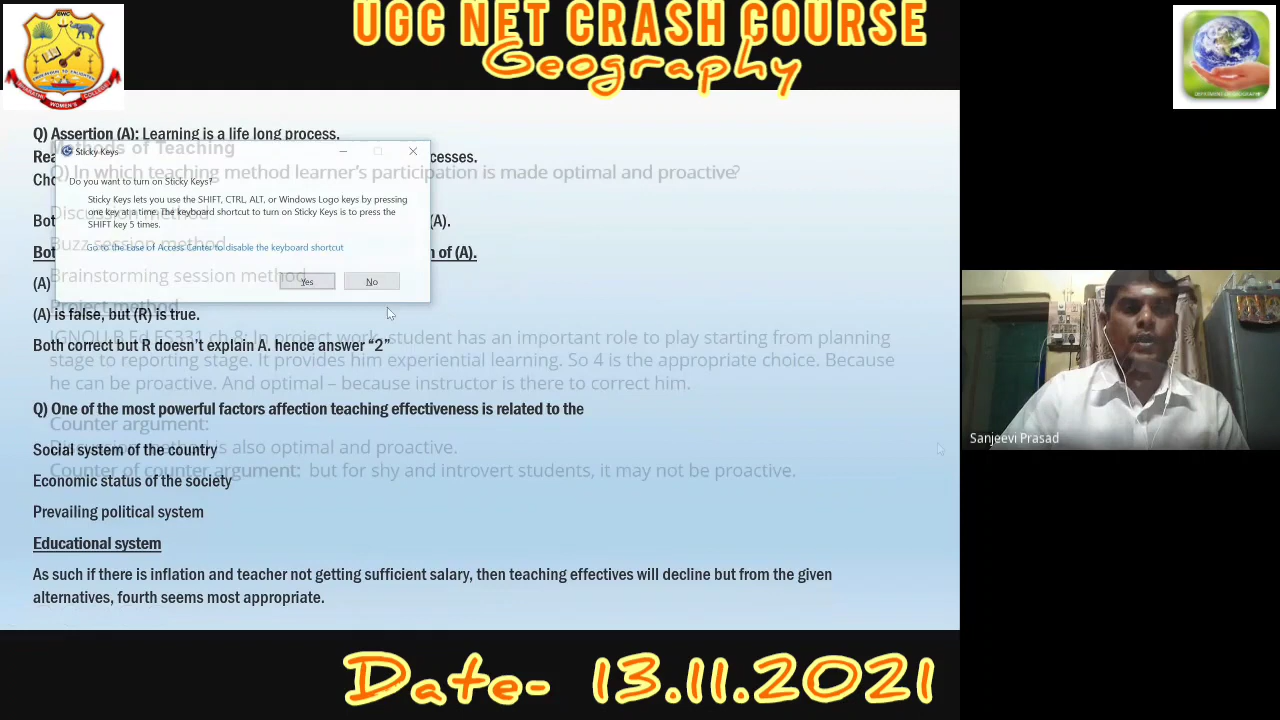 UGC NET CRASH COURSE
Geography
BWC
WOMEN'S COLLEGE
Q) Assertion (A): Learning is a life long process.
Methods of Teaching
Sticky Keys
Rea cesses.
Q) In which teaching method learner's participation is made optimal and proactive?
Cho
Do you want to turn on Sticky Keys?
Sticky Keys lets you use the SHIFT, CTRL, ALT, or Windows Logo keys by pressing
one key at a time. The keyboard shortcut to turn on Sticky Keys is to press the
SHIFT key 5 times.
Discussion method
Bot (A).
Buzz session method
Go to the Ease of Access Center to disable the keyboard shortcut
Bot n of (A).
Brainstorming session method
Yes No
(A)
Project method
(A) is false, but (R) is true.
IGNOU B.Ed ES331 ch.8: In project work, student has an important role to play starting from planning
Both correct but R doesn't explain A. hence answer "2"
stage to reporting stage. It provides him experiential learning. So 4 is the appropriate choice. Because
he can be proactive. And optimal – because instructor is there to correct him.
Q) One of the most powerful factors affection teaching effectiveness is related to the
Counter argument:
Discussion method is also optimal and proactive.
Social system of the country
Counter of counter argument: but for shy and introvert students, it may not be proactive.
Economic status of the society
Prevailing political system
Educational system
As such if there is inflation and teacher not getting sufficient salary, then teaching effectives will decline but from the given
alternatives, fourth seems most appropriate.
Sanjeevi Prasad
Date- 13.11.2021